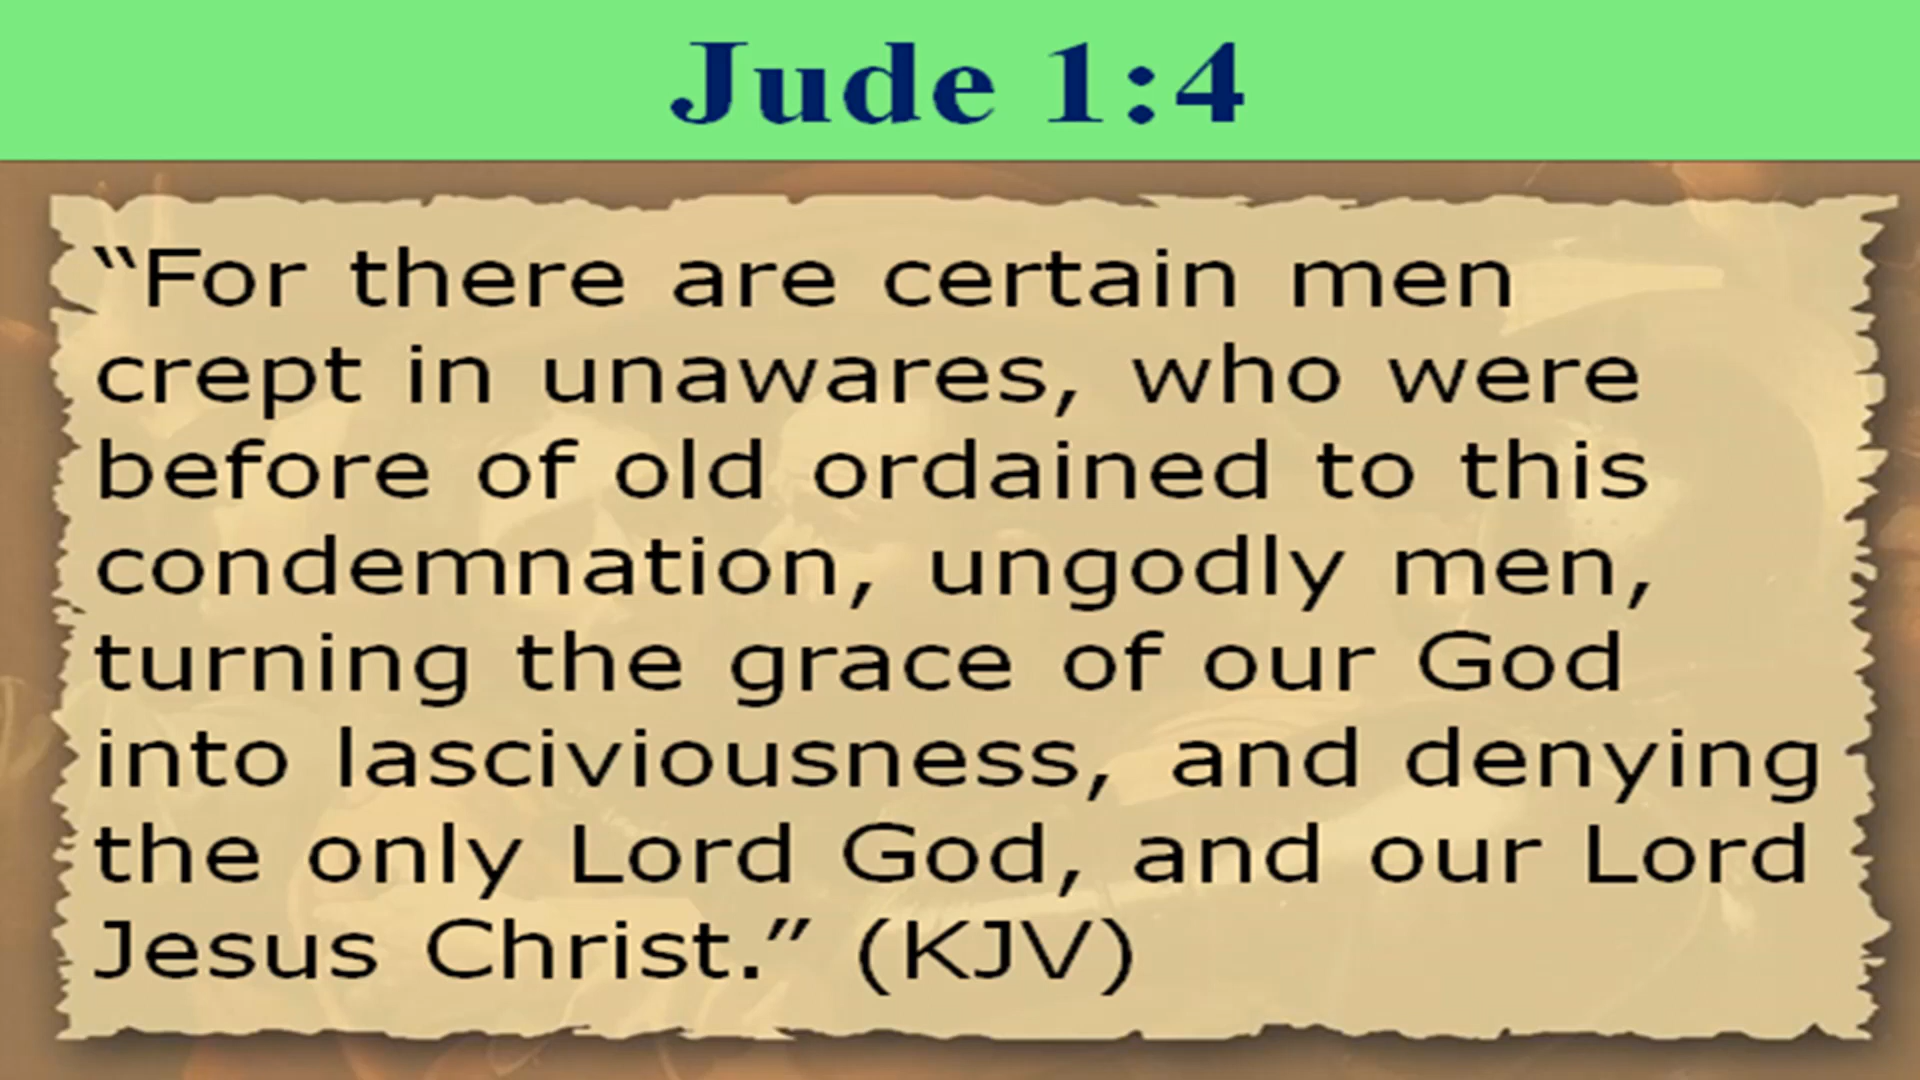 Jude 1:4
“For there are certain men
crept in unawares, who were
before of old ordained to this
condemnation, ungodly men,
turning the grace of our God
into lasciviousness, and denying
the only Lord God, and our Lord
Jesus Christ.” (KJV)